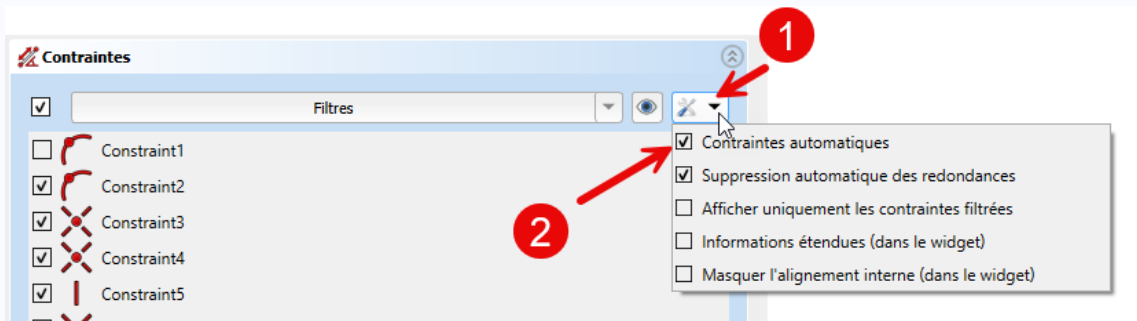 1
Contraintes
Filtres
Constraint1
Constraint2
Constraint3
Constraint4
Constraint5
Contraintes automatiques
Suppression automatique des redondances
Afficher uniquement les contraintes filtrées
Informations étendues (dans le widget)
Masquer l'alignement interne (dans le widget)
2